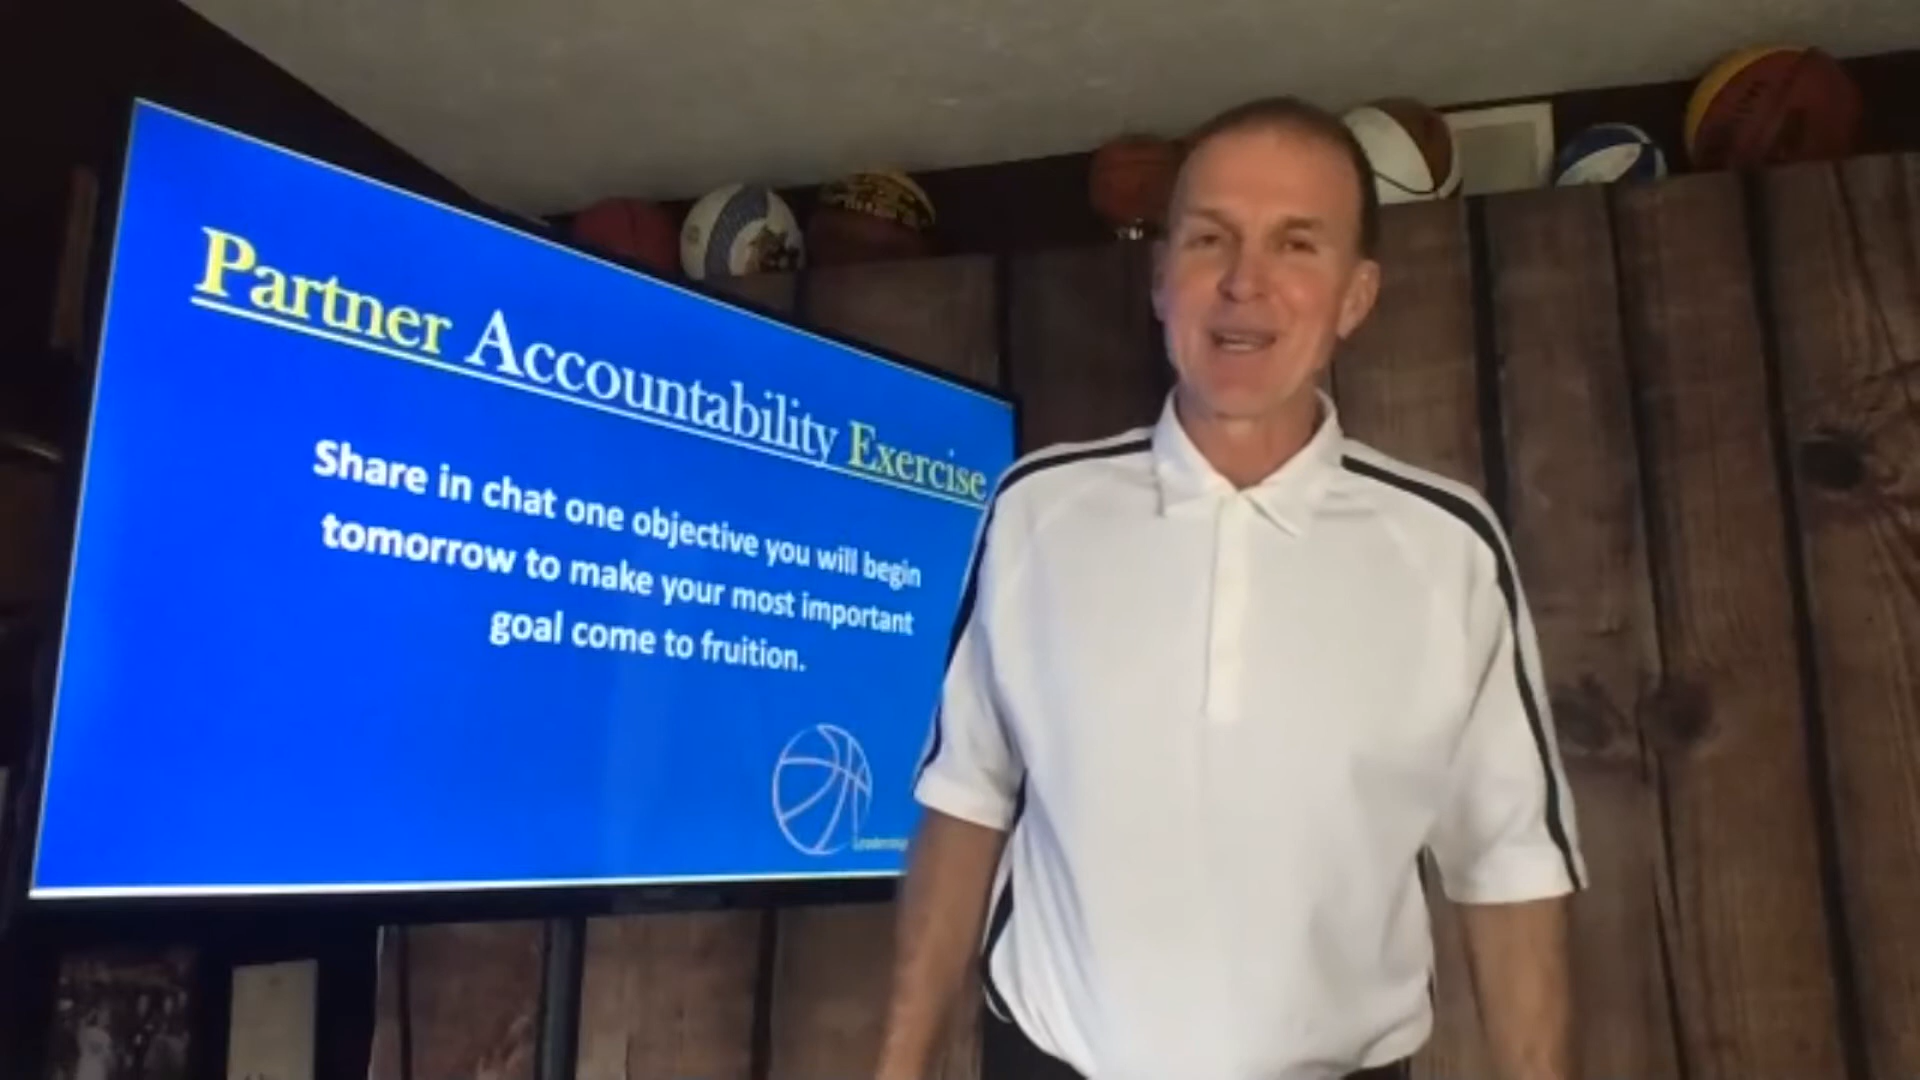 Partner Accountability Exercise
Share in chat one objective you will begin
tomorrow to make your most important
goal come to fruition.